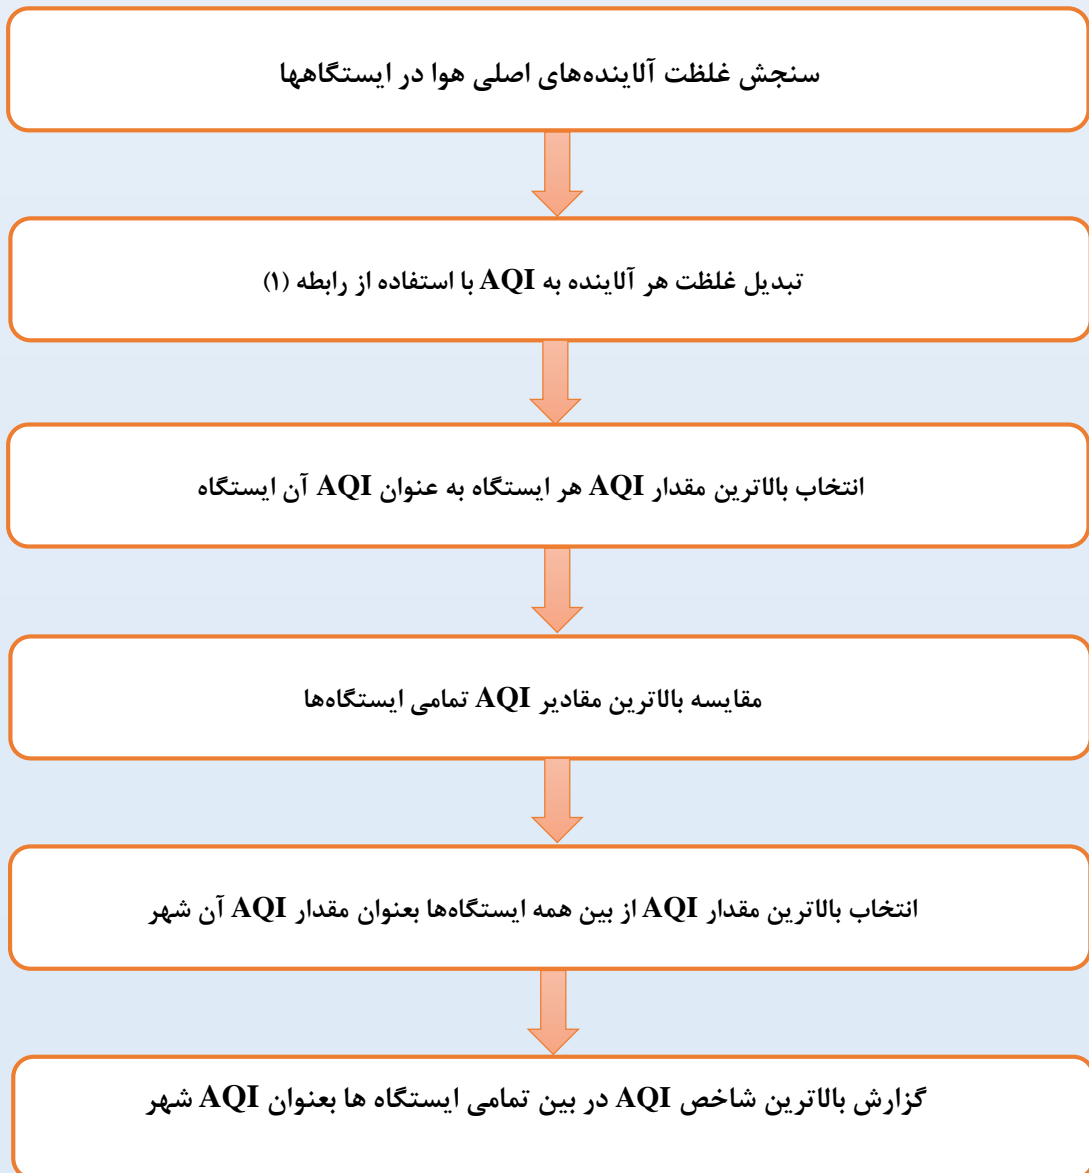 سنجش غلظت آلاینده‌های اصلی هوا در ایستگاهها
تبدیل غلظت هر آلاینده به AQI با استفاده از رابطه (۱)
انتخاب بالاترین مقدار AQI هر ایستگاه به عنوان AQI آن ایستگاه
مقایسه بالاترین مقادیر AQI تمامی ایستگاه‌ها
انتخاب بالاترین مقدار AQI از بین همه ایستگاه‌ها بعنوان مقدار AQI آن شهر
گزارش بالاترین شاخص AQI در بین تمامی ایستگاه ها بعنوان AQI شهر